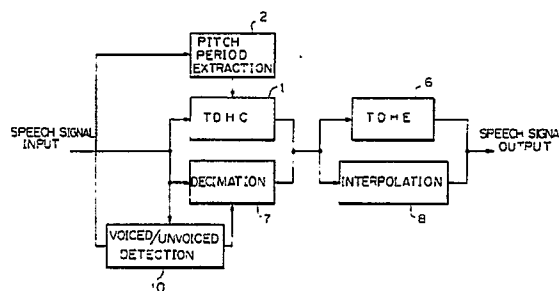 2
PITCH
PERIOD
EXTRACTION
1
TDHC
6
TDHE
SPEECH SIGNAL
INPUT
SPEECH SIGNAL
OUTPUT
DECIMATION
7
INTERPOLATION
8
VOICED/UNVOICED
DETECTION
10